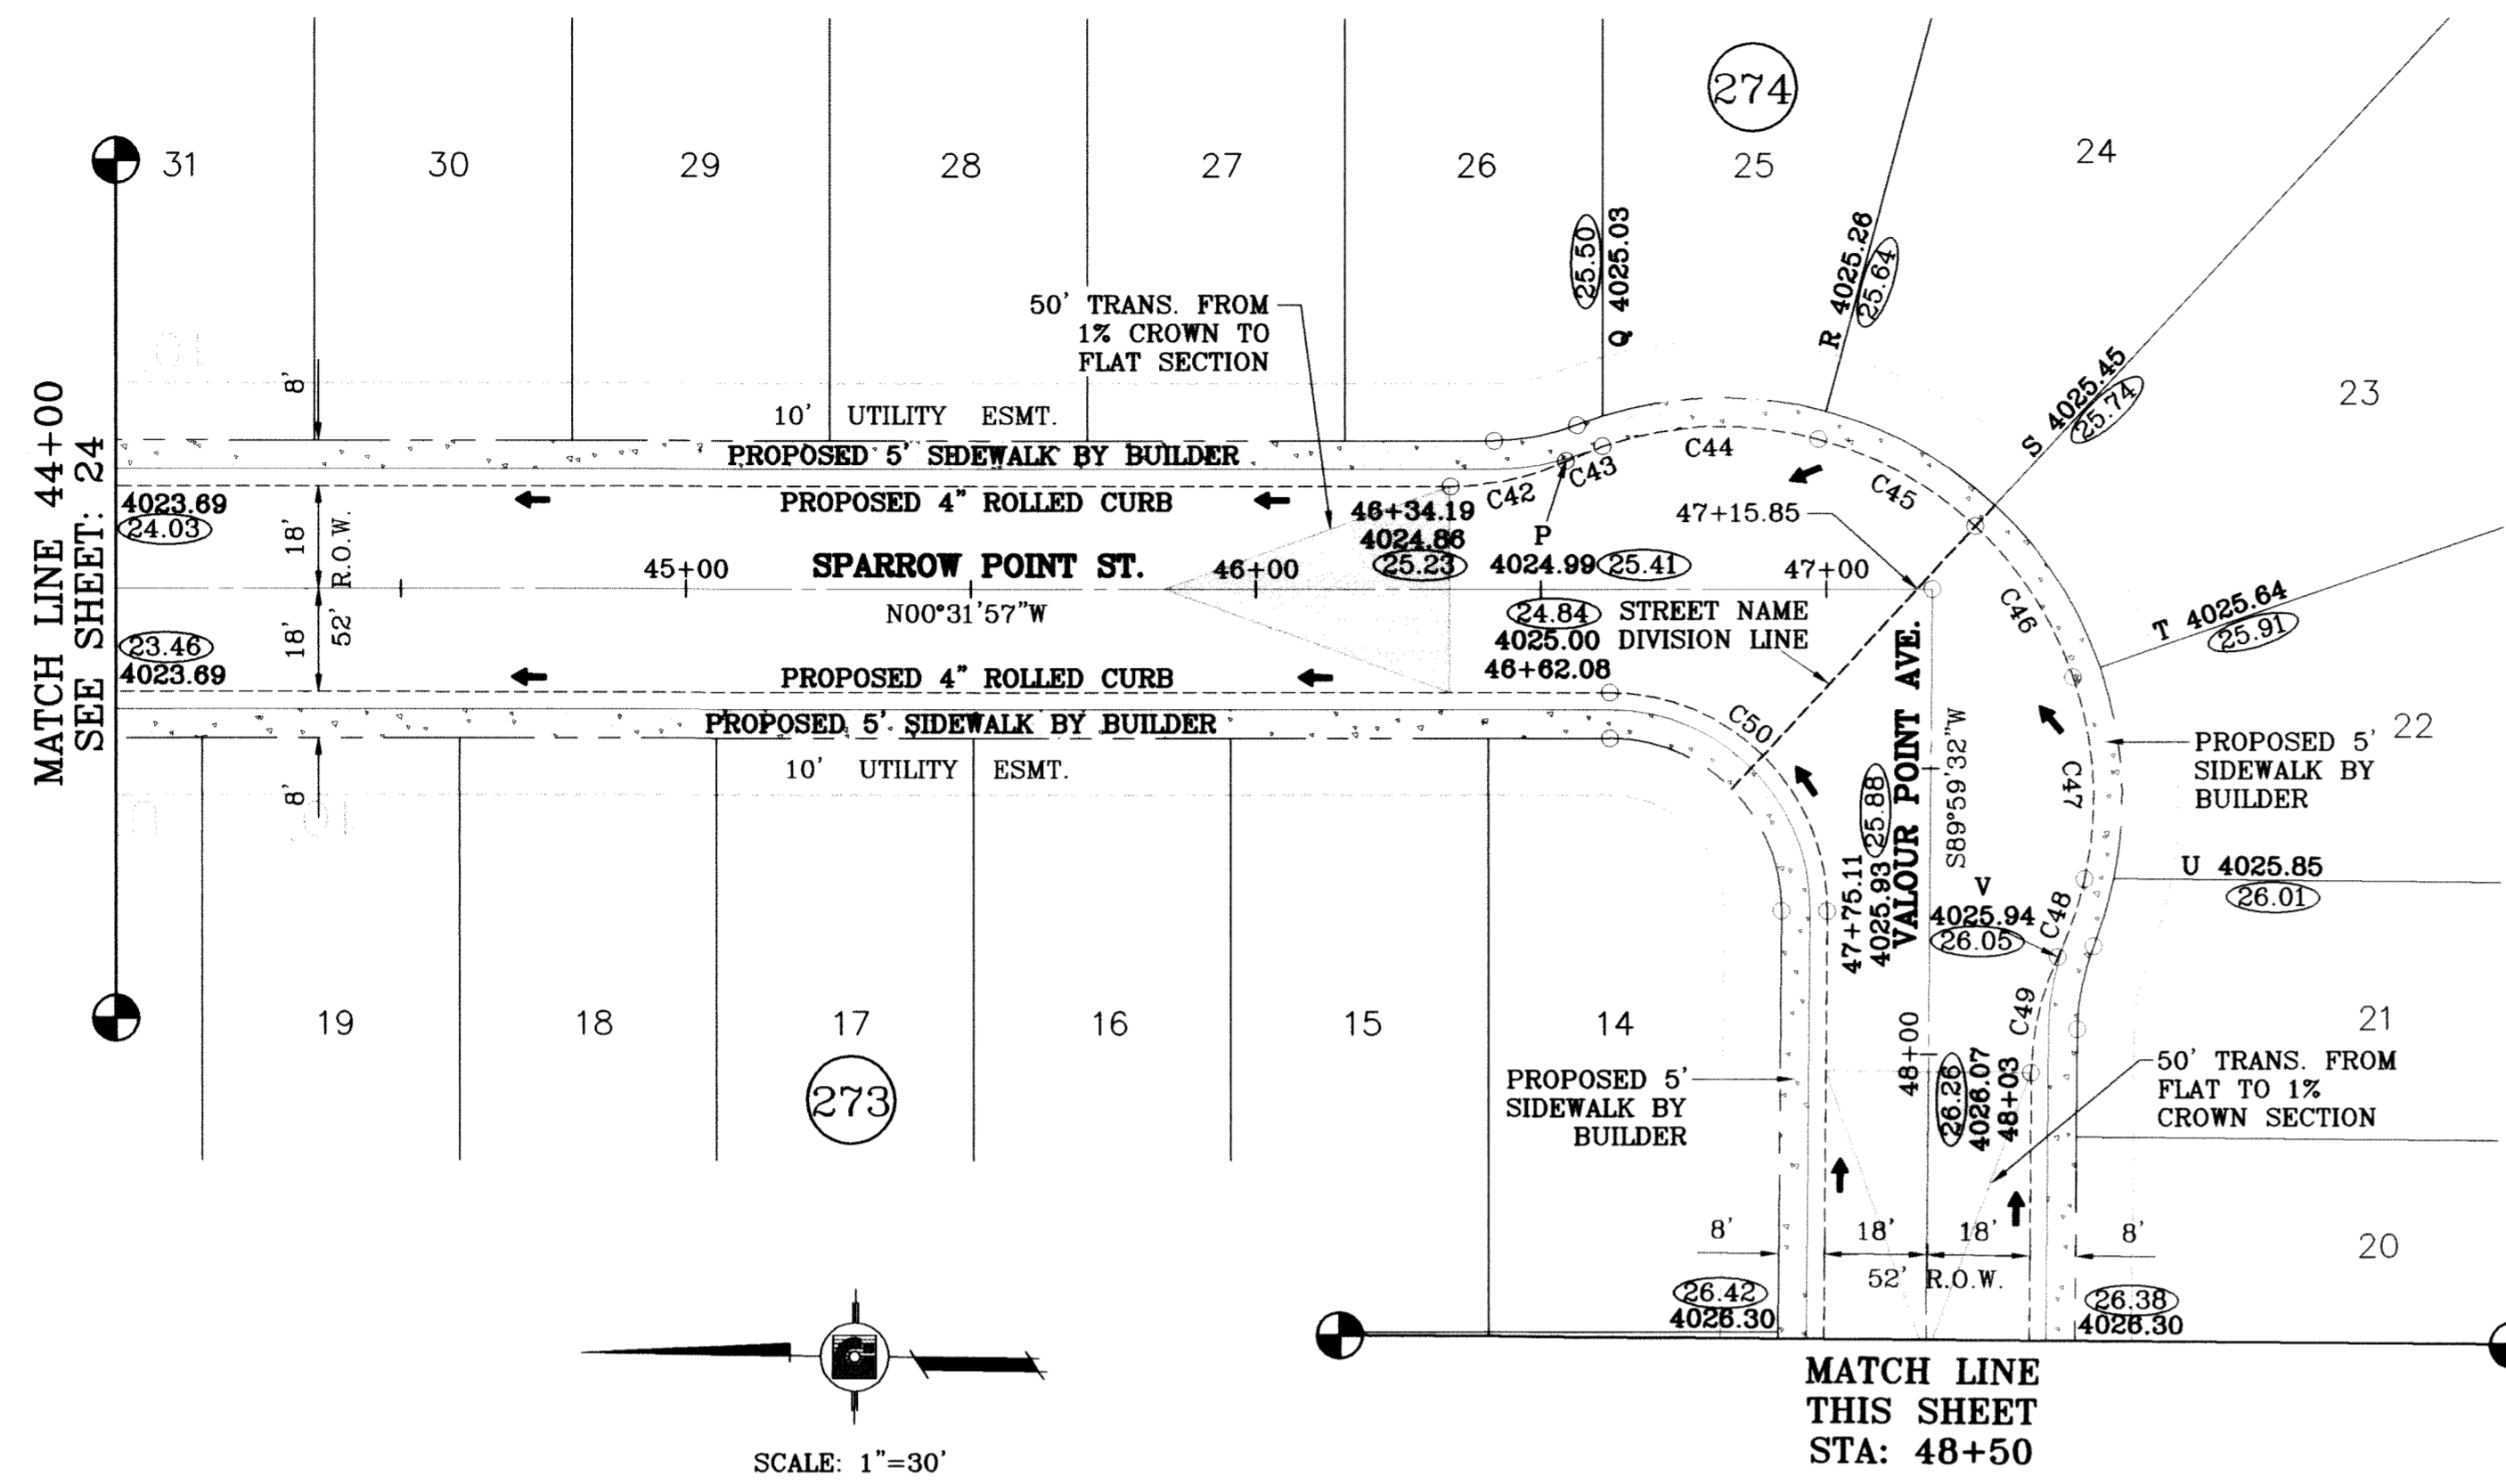 274
31
30
29
28
27
26
25
24
23
22
21
20
25.50
Q 4025.03
R 4025.26
25.64
S 4025.45
25.74
T 4025.64
25.91
U 4025.85
26.01
50' TRANS. FROM
1% CROWN TO
FLAT SECTION
MATCH LINE 44+00
SEE SHEET: 24
8'
10' UTILITY ESMT.
PROPOSED 5' SIDEWALK BY BUILDER
PROPOSED 4" ROLLED CURB
4023.69
24.03
18'
R.O.W.
52'
18'
45+00
SPARROW POINT ST.
46+00
N00°31'57"W
46+34.19
4024.86
25.23
C42
C43
C44
C45
C46
C47
C48
C49
C50
P
4024.99 25.41
47+15.85
47+00
24.84
4025.00
46+62.08
STREET NAME
DIVISION LINE
23.46
4023.69
PROPOSED 4" ROLLED CURB
PROPOSED 5' SIDEWALK BY BUILDER
10' UTILITY ESMT.
8'
VALOUR POINT AVE.
S89°59'32"W
PROPOSED 5'
SIDEWALK BY
BUILDER
47+75.11
4025.93 25.88
V
4025.94
26.05
48+00
26.26
4026.07
48+03
50' TRANS. FROM
FLAT TO 1%
CROWN SECTION
PROPOSED 5'
SIDEWALK BY
BUILDER
19
18
17
16
15
14
273
8'
18'
18'
8'
52' R.O.W.
26.42
4026.30
26.38
4026.30
MATCH LINE
THIS SHEET
STA: 48+50
SCALE: 1"=30'